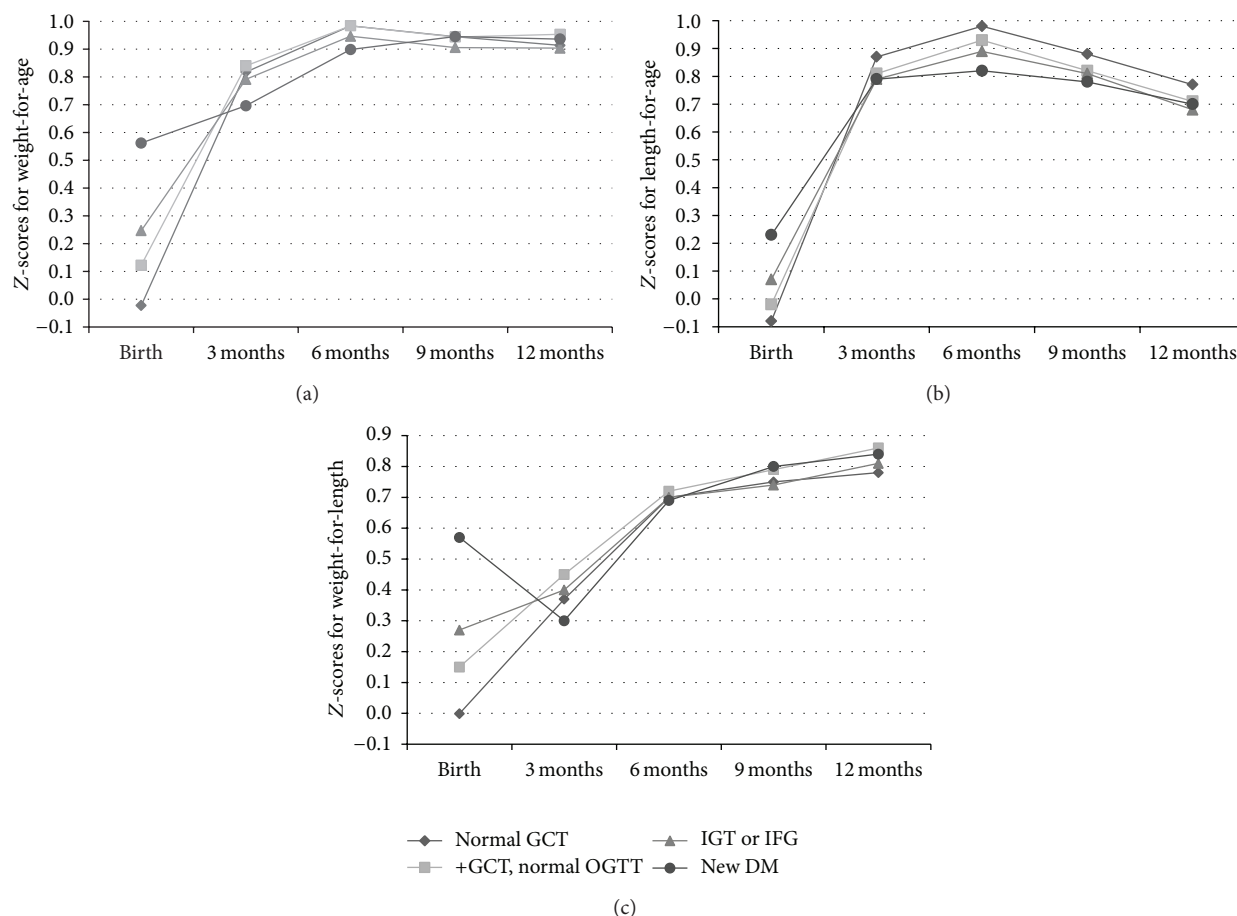 1.0
0.9
0.8
0.7
0.6
0.5
0.4
0.3
0.2
0.1
0.0
−0.1
Z-scores for weight-for-age
Birth 3 months 6 months 9 months 12 months
(a)
1.0
0.9
0.8
0.7
0.6
0.5
0.4
0.3
0.2
0.1
0.0
−0.1
Z-scores for length-for-age
Birth 3 months 6 months 9 months 12 months
(b)
0.9
0.8
0.7
0.6
0.5
0.4
0.3
0.2
0.1
0.0
−0.1
Z-scores for weight-for-length
Birth 3 months 6 months 9 months 12 months
Normal GCT
+GCT, normal OGTT
IGT or IFG
New DM
(c)